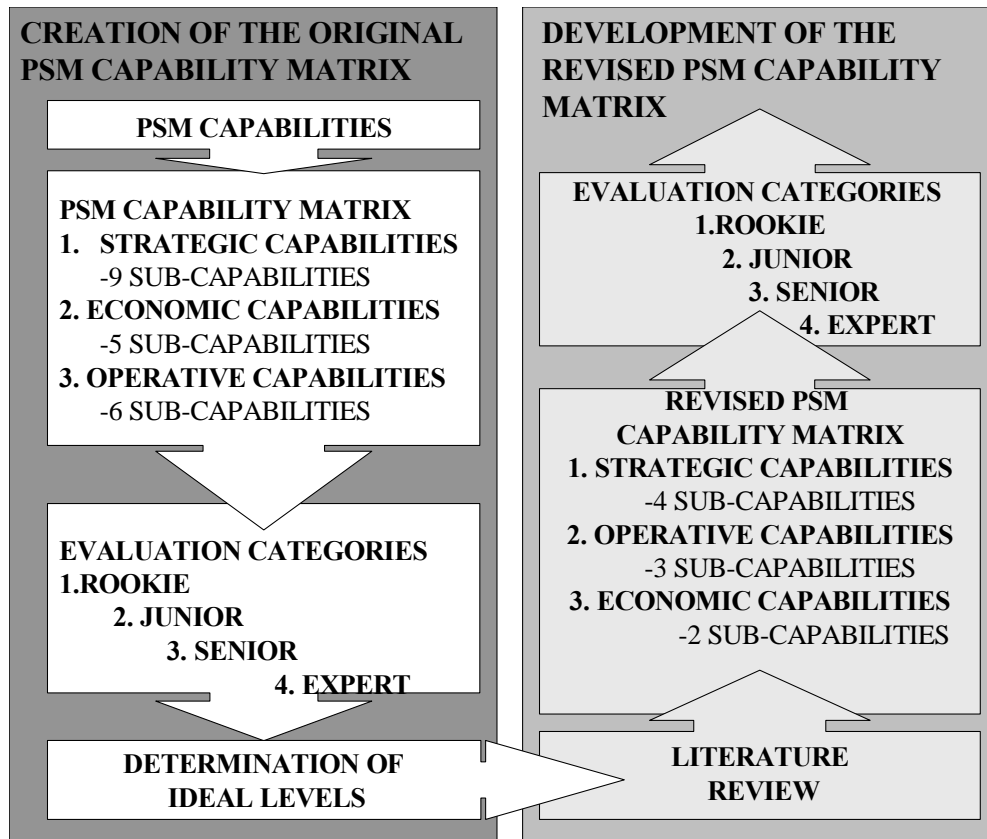 CREATION OF THE ORIGINAL
PSM CAPABILITY MATRIX
PSM CAPABILITIES
PSM CAPABILITY MATRIX
1. STRATEGIC CAPABILITIES
-9 SUB-CAPABILITIES
2. ECONOMIC CAPABILITIES
-5 SUB-CAPABILITIES
3. OPERATIVE CAPABILITIES
-6 SUB-CAPABILITIES
EVALUATION CATEGORIES
1.ROOKIE
2. JUNIOR
3. SENIOR
4. EXPERT
DETERMINATION OF
IDEAL LEVELS
DEVELOPMENT OF THE
REVISED PSM CAPABILITY
MATRIX
EVALUATION CATEGORIES
1.ROOKIE
2. JUNIOR
3. SENIOR
4. EXPERT
REVISED PSM
CAPABILITY MATRIX
1. STRATEGIC CAPABILITIES
-4 SUB-CAPABILITIES
2. OPERATIVE CAPABILITIES
-3 SUB-CAPABILITIES
3. ECONOMIC CAPABILITIES
-2 SUB-CAPABILITIES
LITERATURE
REVIEW